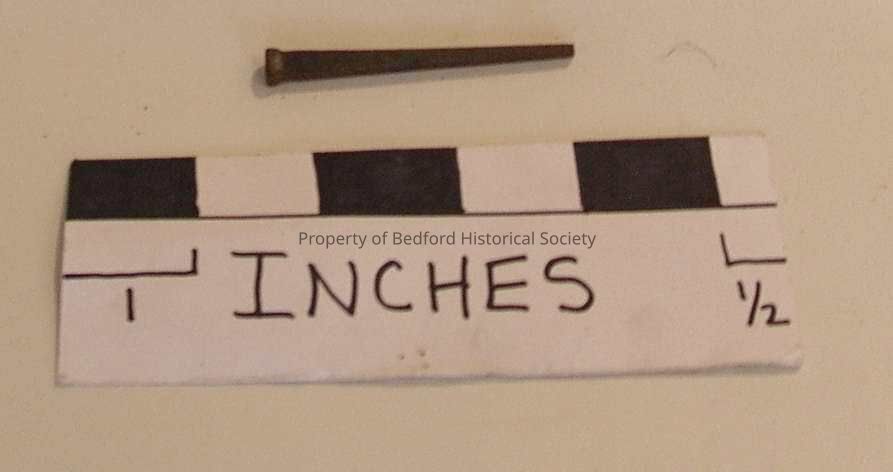 Property of Bedford Historical Society
INCHES
1
1/2